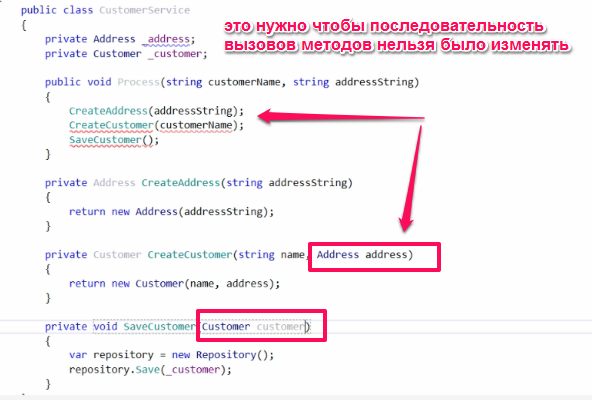 public class CustomerService
это нужно чтобы последовательность
{
вызовов методов нельзя было изменять
private Address _address;
private Customer _customer;
public void Process(string customerName, string addressString)
{
CreateAddress(addressString);
CreateCustomer(customerName);
SaveCustomer();
}
private Address CreateAddress(string addressString)
{
return new Address(addressString);
}
private Customer CreateCustomer(string name, Address address)
{
return new Customer(name, address);
}
private void SaveCustomer(Customer customer)
{
var repository = new Repository();
repository.Save(_customer);
}